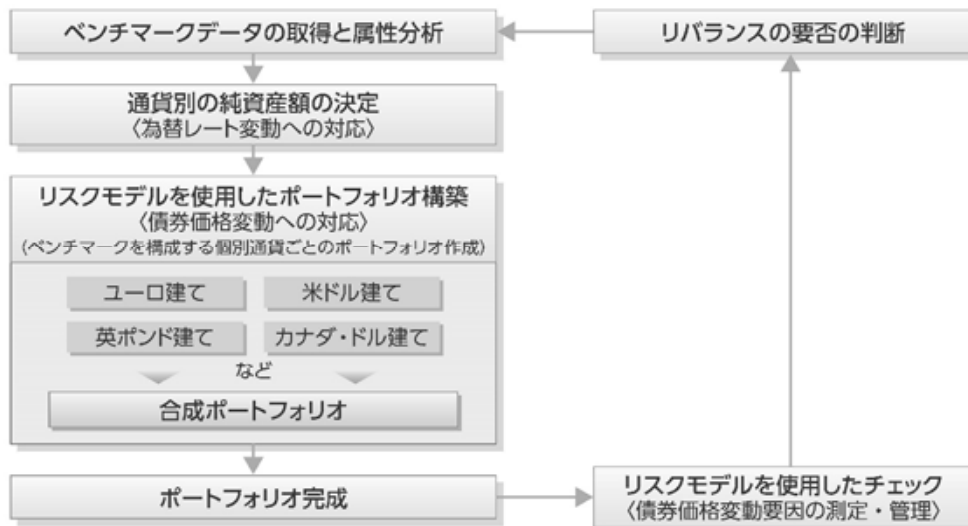 ベンチマークデータの取得と属性分析
リバランスの要否の判断
通貨別の純資産額の決定
〈為替レート変動への対応〉
リスクモデルを使用したポートフォリオ構築
〈債券価格変動への対応〉
(ベンチマークを構成する個別通貨ごとのポートフォリオ作成)
ユーロ建て
米ドル建て
英ポンド建て
カナダ・ドル建て
など
合成ポートフォリオ
ポートフォリオ完成
リスクモデルを使用したチェック
〈債券価格変動要因の測定・管理〉